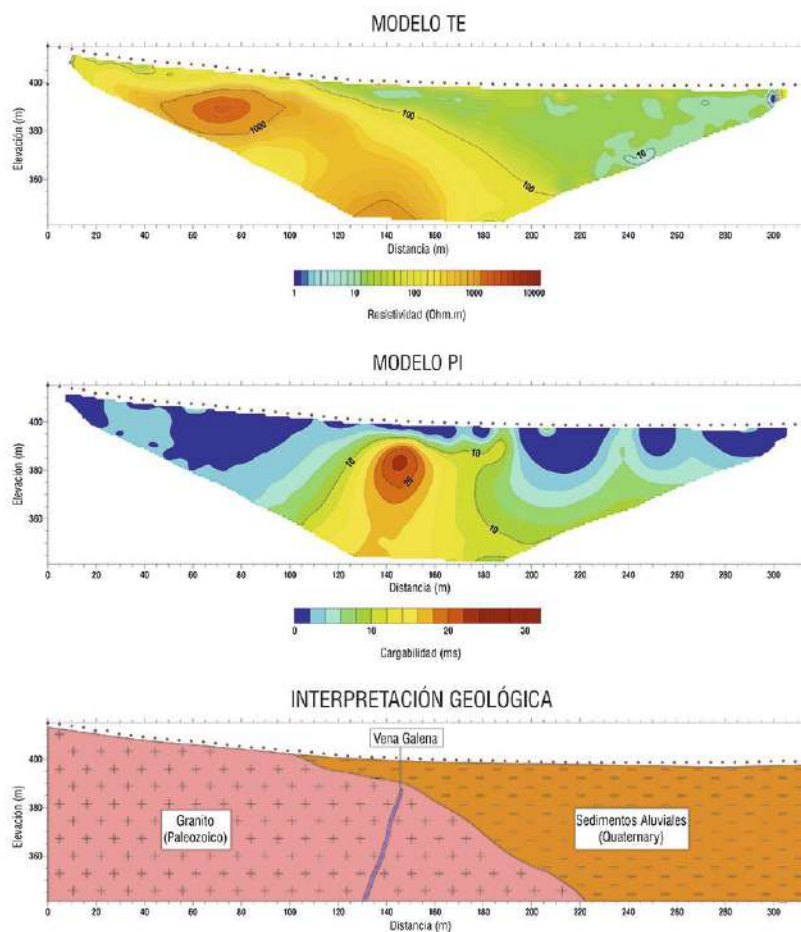 MODELO TE
400
380
360
Elevación (m)
1000
100
100
10
0 20 40 60 80 100 120 140 160 180 200 220 240 260 280 300
Distancia (m)
1 10 100 1000 10000
Resistividad (Ohm.m)
MODELO PI
400
380
360
Elevación (m)
10
10
20
10
0 20 40 60 80 100 120 140 160 180 200 220 240 260 280 300
Distancia (m)
0 10 20 30
Cargabilidad (ms)
INTERPRETACIÓN GEOLÓGICA
Vena Galena
400
380
360
Elevación (m)
Granito
(Paleozoico)
Sedimentos Aluviales
(Quaternary)
0 20 40 60 80 100 120 140 160 180 200 220 240 260 280 300
Distancia (m)